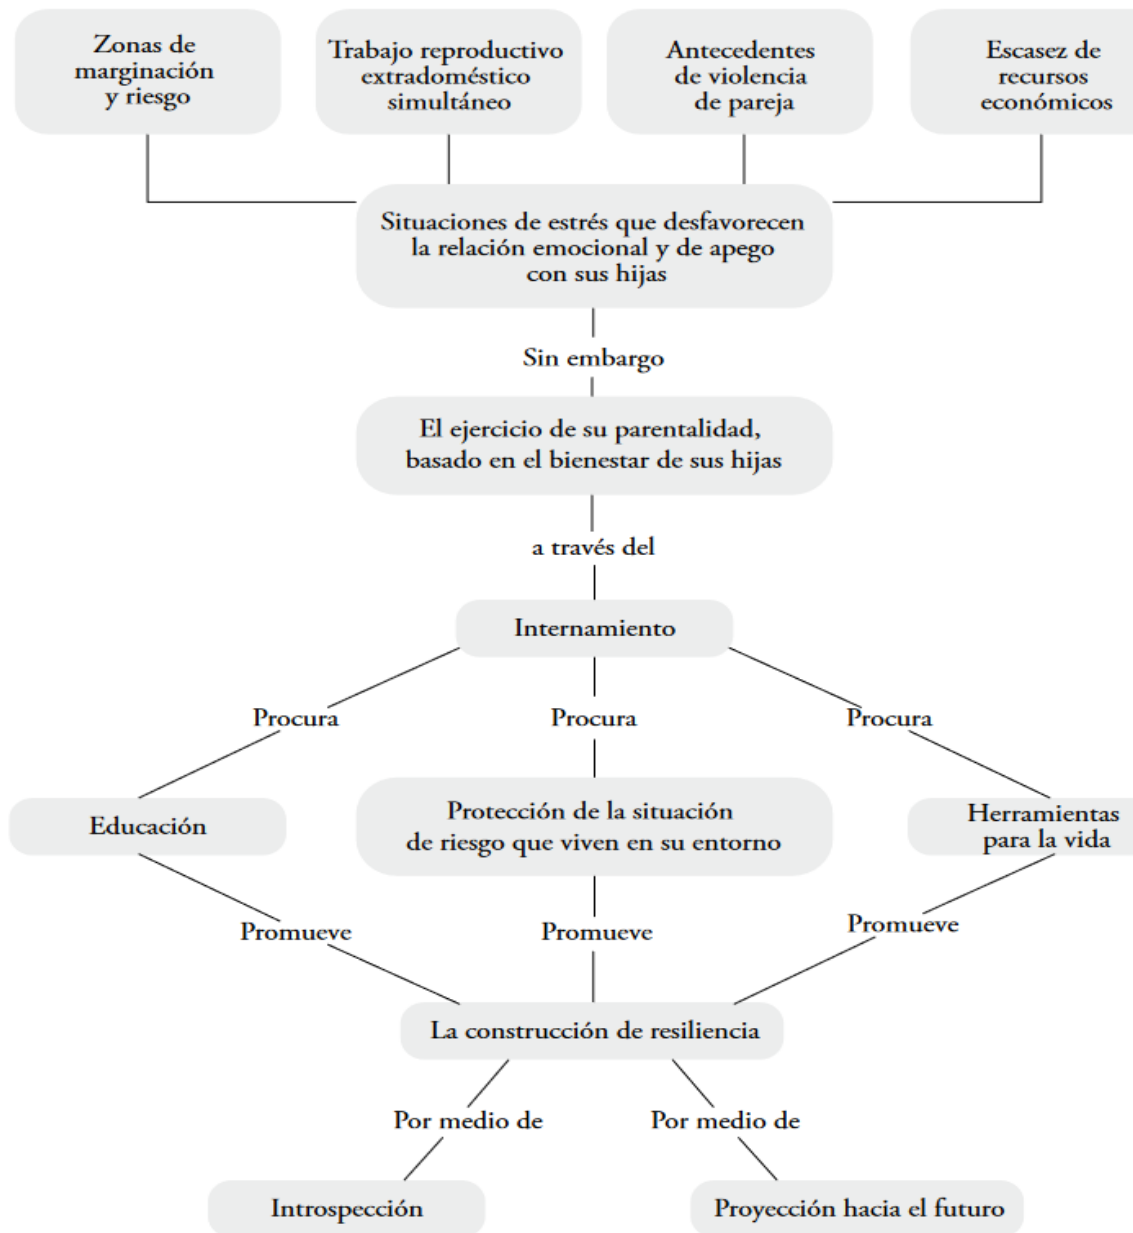 Zonas de
marginación
y riesgo
Trabajo reproductivo
extradoméstico
simultáneo
Antecedentes
de violencia
de pareja
Escasez de
recursos
económicos
Situaciones de estrés que desfavorecen
la relación emocional y de apego
con sus hijas
Sin embargo
El ejercicio de su parentalidad,
basado en el bienestar de sus hijas
a través del
Internamiento
Procura
Procura
Procura
Educación
Protección de la situación
de riesgo que viven en su entorno
Herramientas
para la vida
Promueve
Promueve
Promueve
La construcción de resiliencia
Por medio de
Por medio de
Introspección
Proyección hacia el futuro